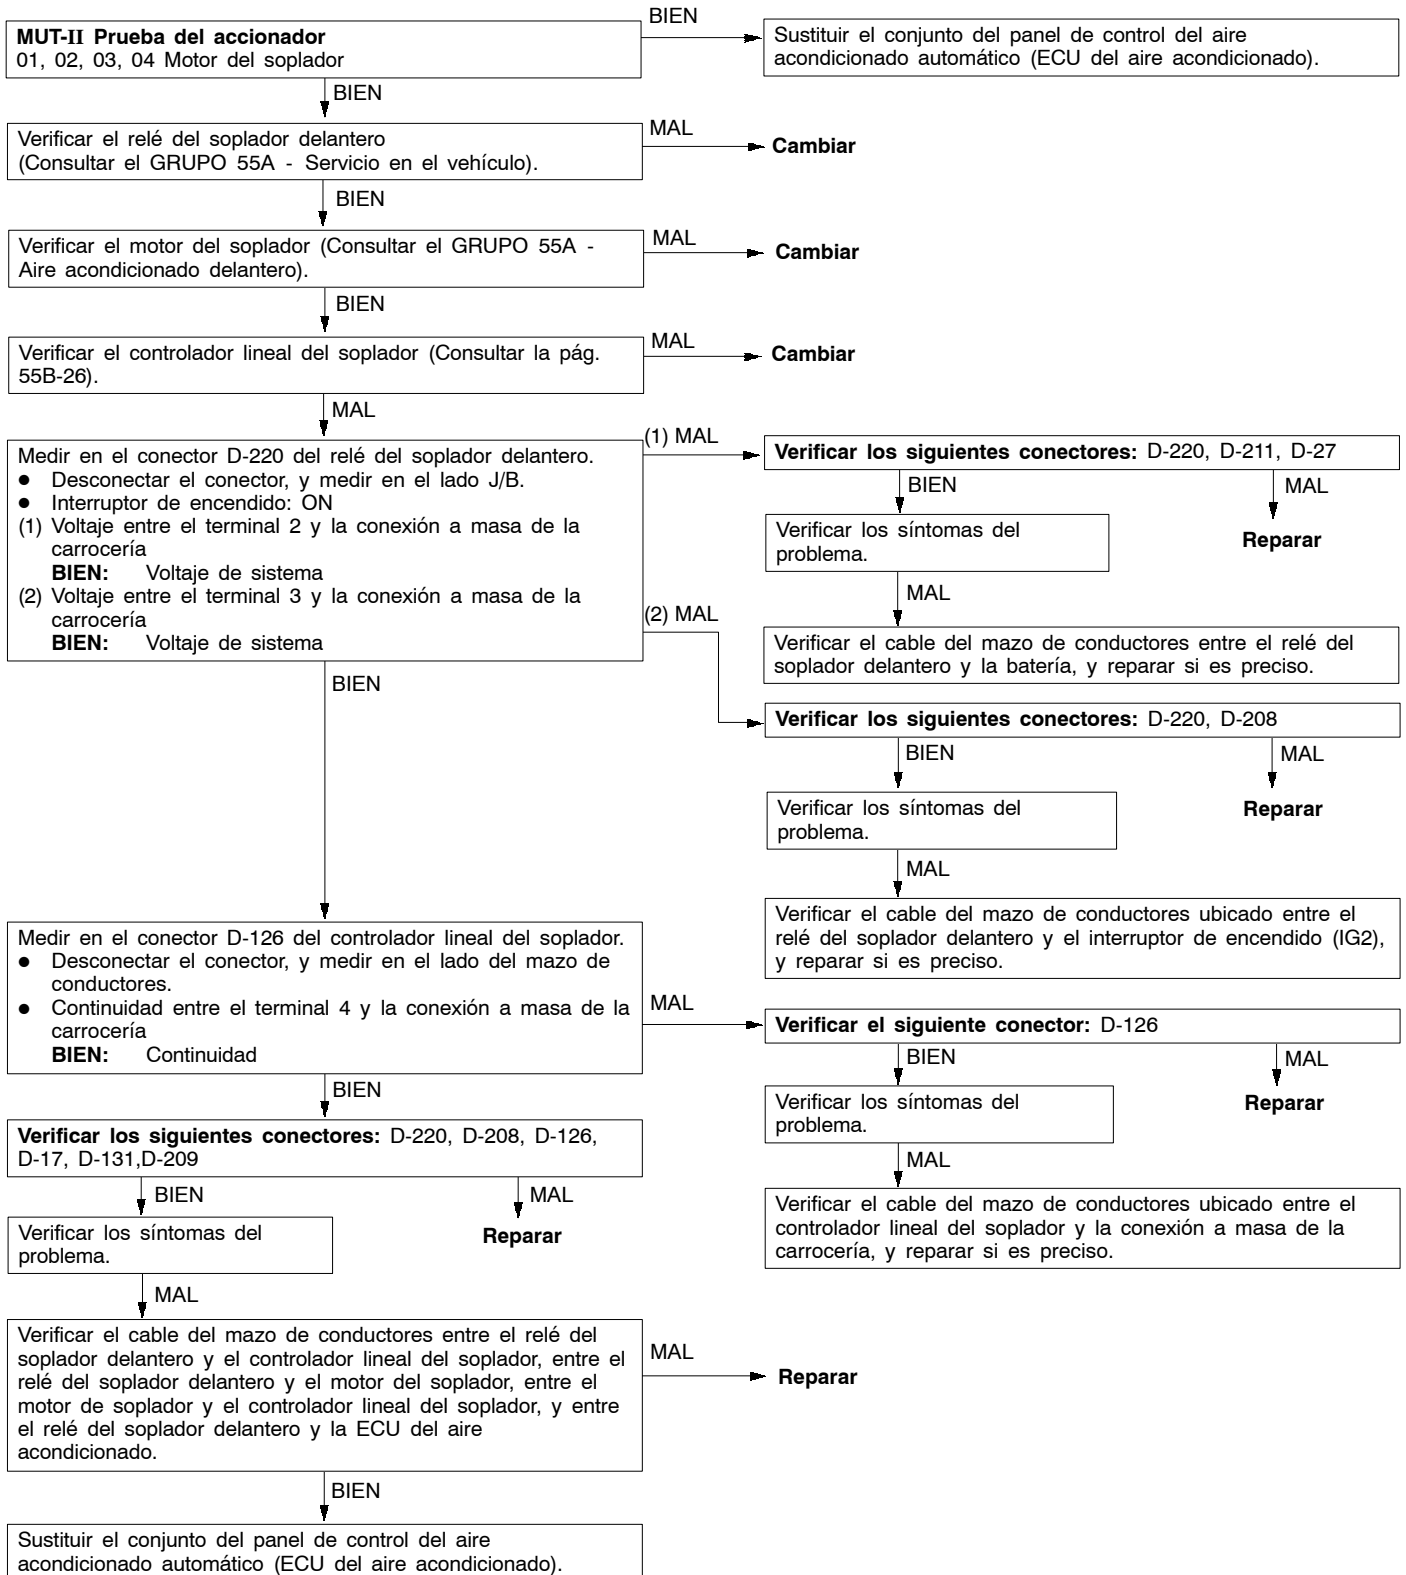 MUT-II Prueba del accionador
01, 02, 03, 04 Motor del soplador
BIEN
Sustituir el conjunto del panel de control del aire
acondicionado automático (ECU del aire acondicionado).
BIEN
Verificar el relé del soplador delantero
(Consultar el GRUPO 55A - Servicio en el vehículo).
MAL
Cambiar
BIEN
Verificar el motor del soplador (Consultar el GRUPO 55A -
Aire acondicionado delantero).
MAL
Cambiar
BIEN
Verificar el controlador lineal del soplador (Consultar la pág.
55B-26).
MAL
Cambiar
MAL
Medir en el conector D-220 del relé del soplador delantero.
● Desconectar el conector, y medir en el lado J/B.
● Interruptor de encendido: ON
(1) Voltaje entre el terminal 2 y la conexión a masa de la
carrocería
BIEN: Voltaje de sistema
(2) Voltaje entre el terminal 3 y la conexión a masa de la
carrocería
BIEN: Voltaje de sistema
(1) MAL
Verificar los siguientes conectores: D-220, D-211, D-27
BIEN
MAL
Verificar los síntomas del
problema.
Reparar
MAL
Verificar el cable del mazo de conductores entre el relé del
soplador delantero y la batería, y reparar si es preciso.
(2) MAL
Verificar los siguientes conectores: D-220, D-208
BIEN
MAL
Verificar los síntomas del
problema.
Reparar
MAL
Verificar el cable del mazo de conductores ubicado entre el
relé del soplador delantero y el interruptor de encendido (IG2),
y reparar si es preciso.
BIEN
Medir en el conector D-126 del controlador lineal del soplador.
● Desconectar el conector, y medir en el lado del mazo de
conductores.
● Continuidad entre el terminal 4 y la conexión a masa de la
carrocería
BIEN: Continuidad
MAL
Verificar el siguiente conector: D-126
BIEN
MAL
Verificar los síntomas del
problema.
Reparar
MAL
Verificar el cable del mazo de conductores ubicado entre el
controlador lineal del soplador y la conexión a masa de la
carrocería, y reparar si es preciso.
BIEN
Verificar los siguientes conectores: D-220, D-208, D-126,
D-17, D-131,D-209
BIEN
MAL
Verificar los síntomas del
problema.
Reparar
MAL
Verificar el cable del mazo de conductores entre el relé del
soplador delantero y el controlador lineal del soplador, entre el
relé del soplador delantero y el motor del soplador, entre el
motor de soplador y el controlador lineal del soplador, y entre
el relé del soplador delantero y la ECU del aire
acondicionado.
MAL
Reparar
BIEN
Sustituir el conjunto del panel de control del aire
acondicionado automático (ECU del aire acondicionado).